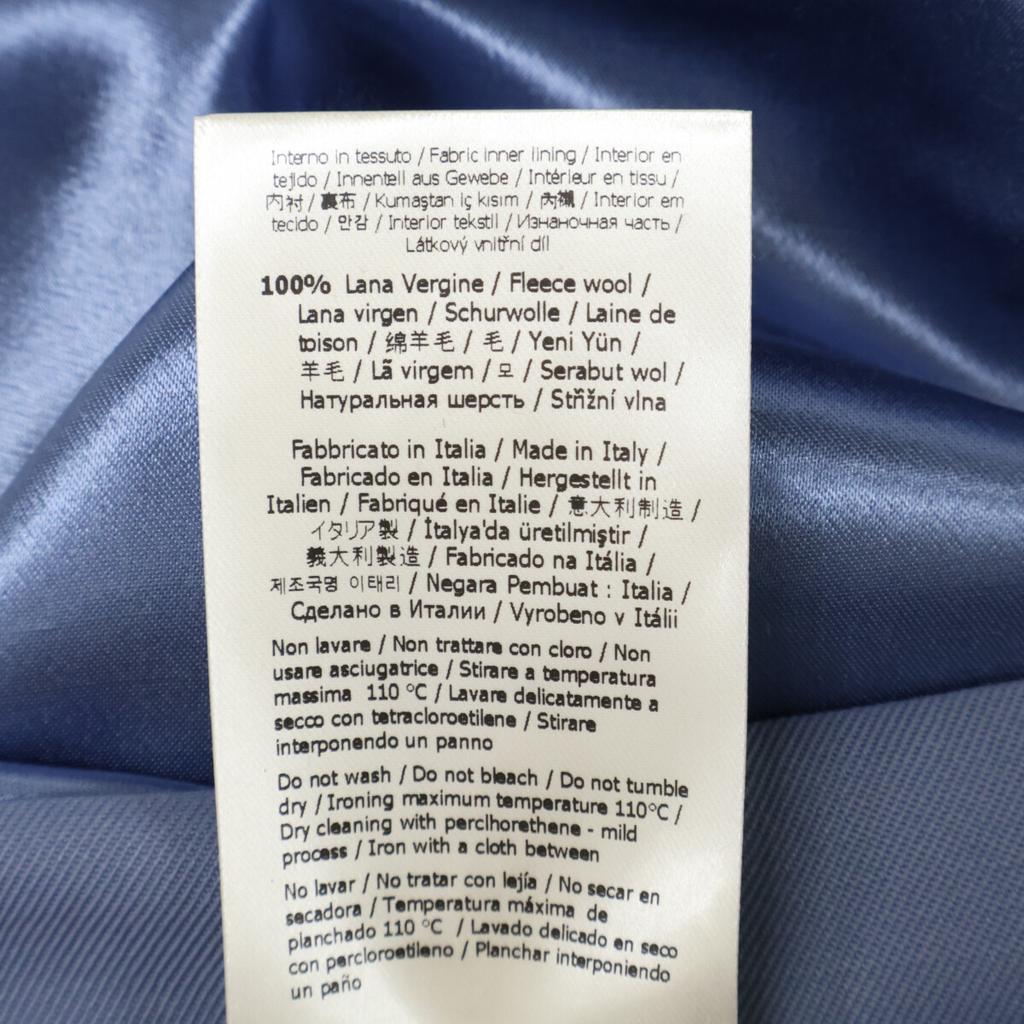 Interno in tessuto / Fabric inner lining / Interior en
tejido / Innenteil aus Gewebe / Intérieur en tissu /
内衬 / 裏布 / Kumaştan iç kısım / 內襯 / Interior em
tecido / 안감 / Interior tekstil / Изнаночная часть /
Látkový vnitřní díl
100% Lana Vergine / Fleece wool /
Lana virgen / Schurwolle / Laine de
toison / 绵羊毛 / 毛 / Yeni Yün /
羊毛 / Lã virgem / 모 / Serabut wol /
Натуральная шерсть / Střížní vlna
Fabbricato in Italia / Made in Italy /
Fabricado en Italia / Hergestellt in
Italien / Fabriqué en Italie / 意大利制造 /
イタリア製 / İtalya'da üretilmiştir /
義大利製造 / Fabricado na Itália /
제조국명 이태리 / Negara Pembuat : Italia /
Сделано в Италии / Vyrobeno v Itálii
Non lavare / Non trattare con cloro / Non
usare asciugatrice / Stirare a temperatura
massima 110 °C / Lavare delicatamente a
secco con tetracloroetilene / Stirare
interponendo un panno
Do not wash / Do not bleach / Do not tumble
dry / Ironing maximum temperature 110°C /
Dry cleaning with perclhorethene - mild
process / Iron with a cloth between
No lavar / No tratar con lejía / No secar en
secadora / Temperatura máxima de
planchado 110 °C / Lavado delicado en seco
con percloroetileno / Planchar interponiendo
un paño